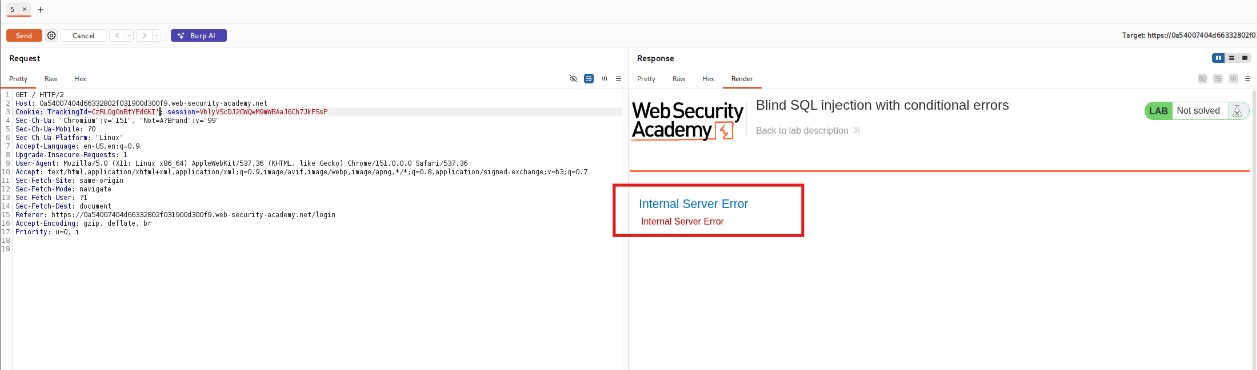 5 × +
Send Cancel < > Burp AI Target: https://0a54007404d66332802f0
Request
Pretty Raw Hex
1 GET / HTTP/2
2 Host: 0a54007404d66332802f031900d300f9.web-security-academy.net
3 Cookie: TrackingId=CzRLOgOnBtYEd6KI'; session=VblyVScDJ2CWQwM9mWBAaJ6Ch7JkFSsP
4 Sec-Ch-Ua: "Chromium";v="151", "Not=A?Brand";v="99"
5 Sec-Ch-Ua-Mobile: ?0
6 Sec-Ch-Ua-Platform: "Linux"
7 Accept-Language: en-US,en;q=0.9
8 Upgrade-Insecure-Requests: 1
9 User-Agent: Mozilla/5.0 (X11; Linux x86_64) AppleWebKit/537.36 (KHTML, like Gecko) Chrome/151.0.0.0 Safari/537.36
10 Accept: text/html,application/xhtml+xml,application/xml;q=0.9,image/avif,image/webp,image/apng,*/*;q=0.8,application/signed-exchange;v=b3;q=0.7
11 Sec-Fetch-Site: same-origin
12 Sec-Fetch-Mode: navigate
13 Sec-Fetch-User: ?1
14 Sec-Fetch-Dest: document
15 Referer: https://0a54007404d66332802f031900d300f9.web-security-academy.net/login
16 Accept-Encoding: gzip, deflate, br
17 Priority: u=0, i
18
19
Response
Pretty Raw Hex Render
Web Security
Academy
Blind SQL injection with conditional errors
Back to lab description
LAB Not solved
Internal Server Error
Internal Server Error